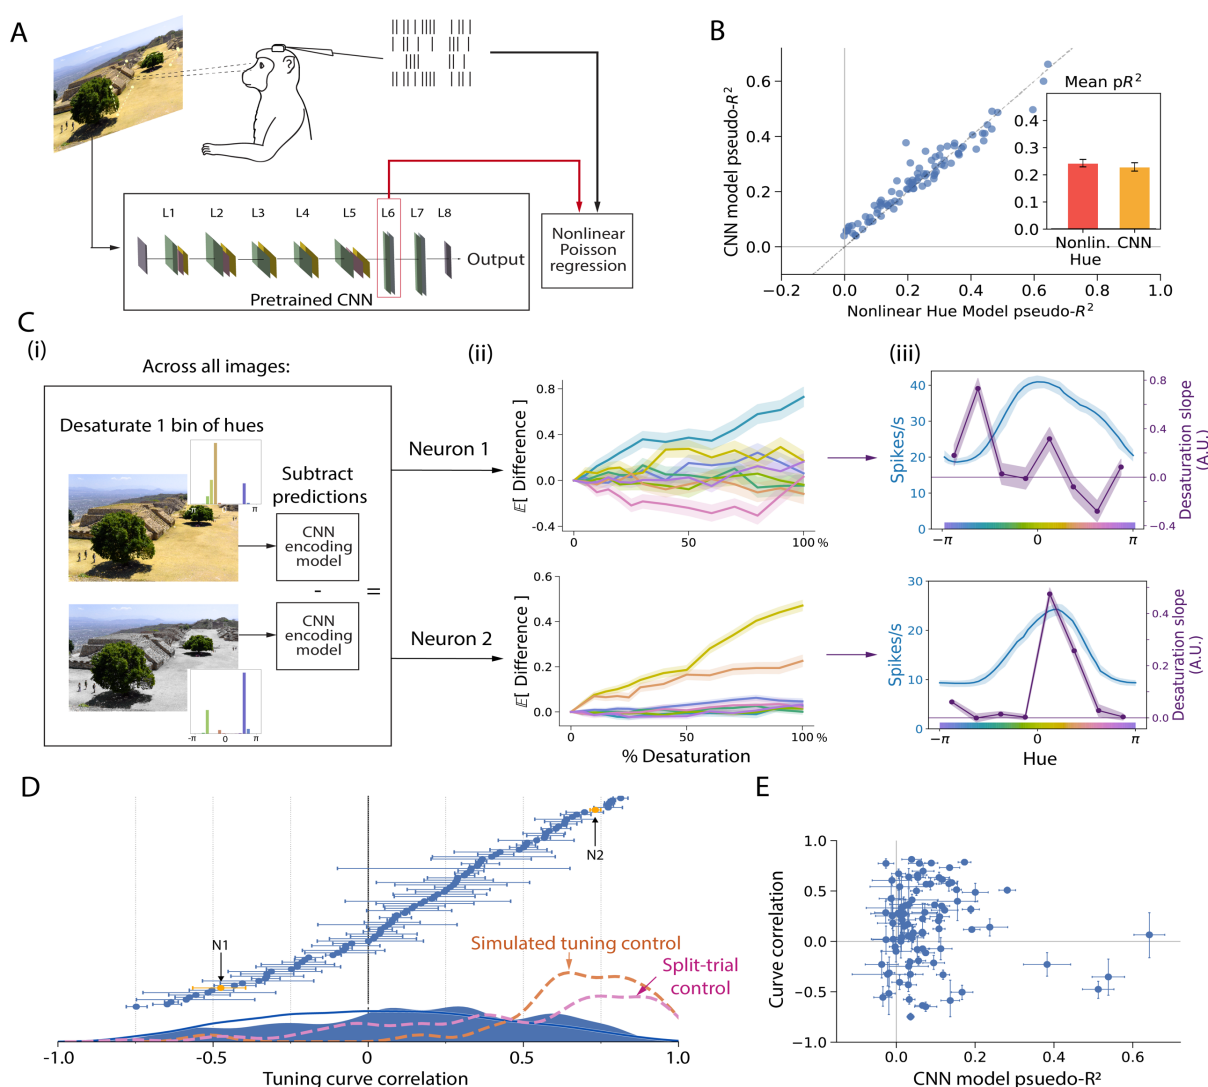 A
L1 L2 L3 L4 L5 L6 L7 L8
Output
Pretrained CNN
Nonlinear
Poisson
regression
B
CNN model pseudo-R²
0.6
0.4
0.2
0.0
−0.2 0.0 0.2 0.4 0.6 0.8 1.0
Nonlinear Hue Model pseudo-R²
Mean pR²
0.4
0.3
0.2
0.1
0.0
Nonlin. CNN
Hue
C
(i)
Across all images:
Desaturate 1 bin of hues
-π π
Subtract
predictions
CNN
encoding
model
-
=
CNN
encoding
model
-π 0 π
Neuron 1
Neuron 2
(ii)
𝔼[ Difference ]
0.8
0.4
0.0
-0.4
0 50 100 %
𝔼[ Difference ]
0.6
0.4
0.2
0.0
0 50 100 %
% Desaturation
(iii)
Spikes/s
40
30
20
10
0
−π 0 π
0.8
0.4
0.0
−0.4
Desaturation slope
(A.U.)
Spikes/s
30
20
10
0
−π 0 π
0.4
0.2
0.0
Desaturation slope
(A.U.)
Hue
D
N1
N2
Simulated tuning control
Split-trial
control
-1.0 -0.5 0 0.5 1.0
Tuning curve correlation
E
Curve correlation
1.0
0.5
0.0
−0.5
−1.0
0.0 0.2 0.4 0.6
CNN model psuedo-R²